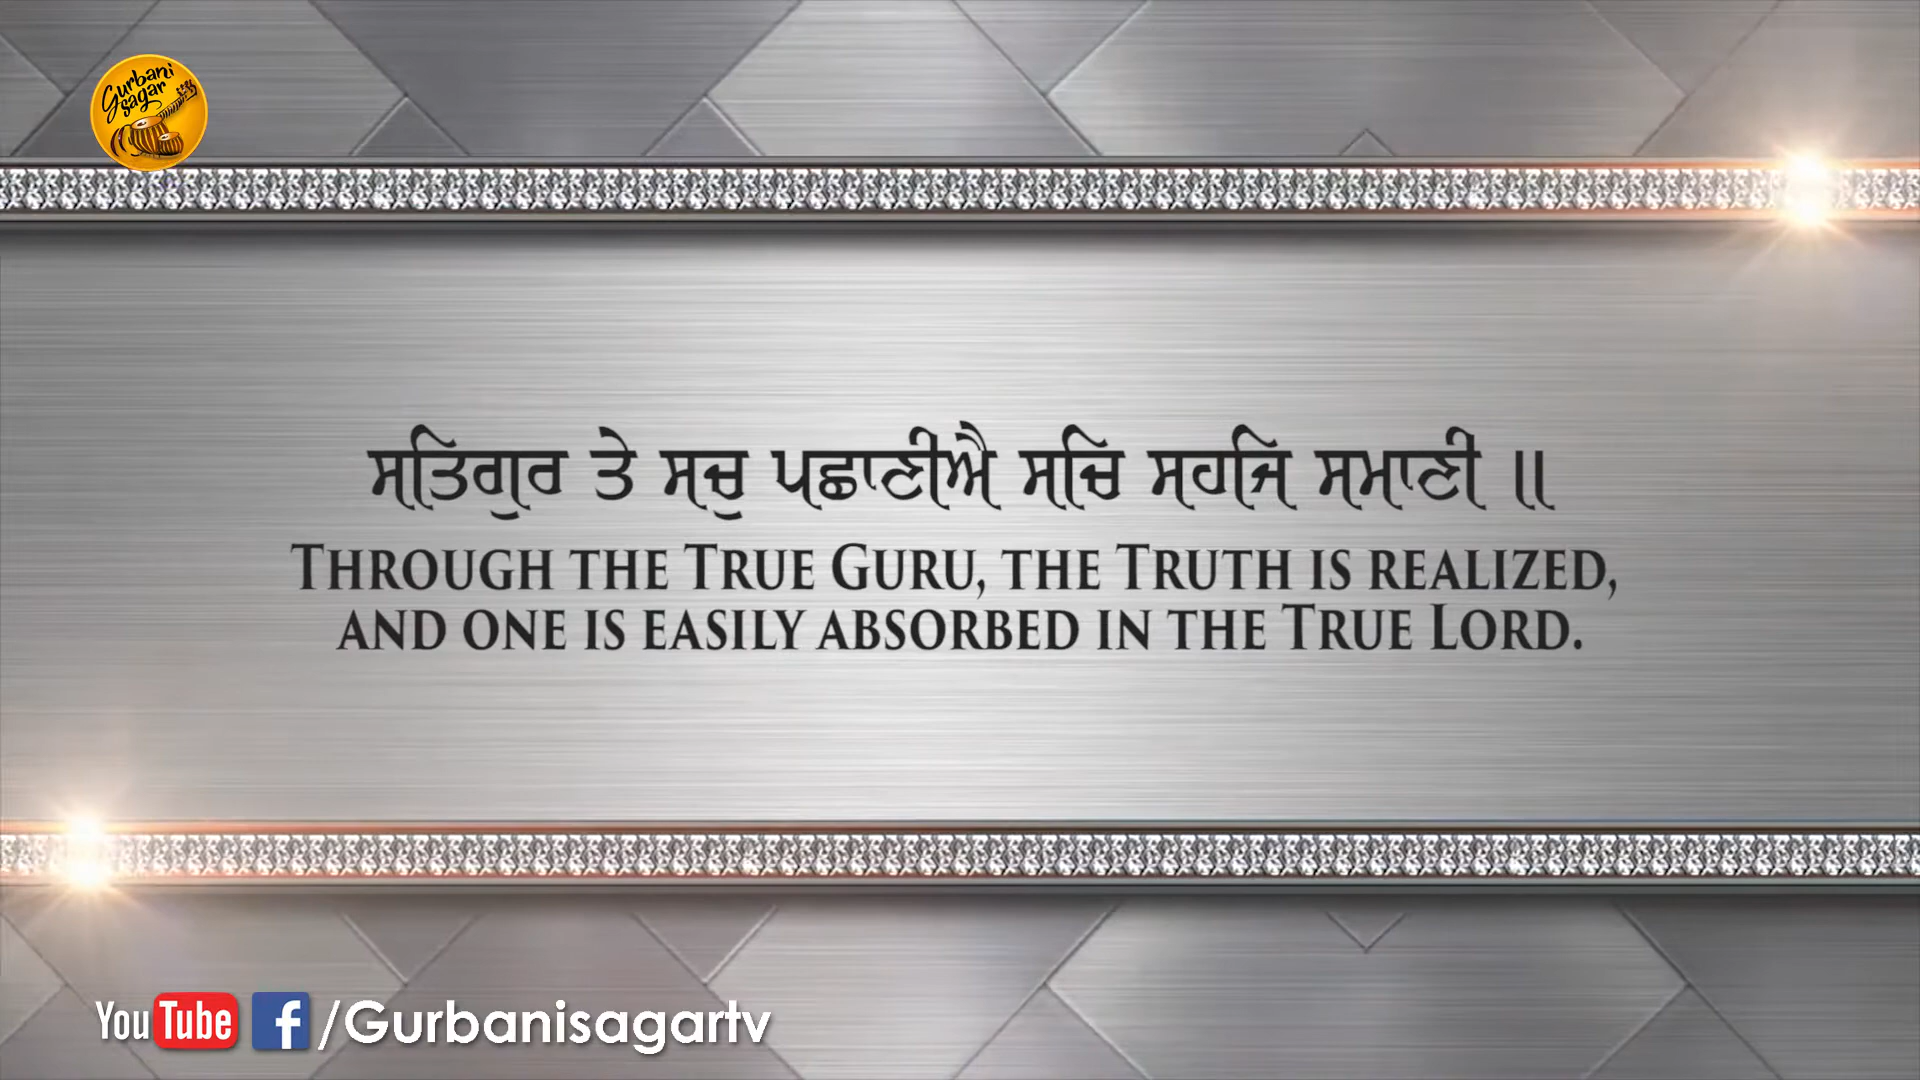 Gurbani
Sagar
ਸਤਿਗੁਰ ਤੇ ਸਚੁ ਪਛਾਣੀਐ ਸਚਿ ਸਹਜਿ ਸਮਾਣੀ ॥
THROUGH THE TRUE GURU, THE TRUTH IS REALIZED,
AND ONE IS EASILY ABSORBED IN THE TRUE LORD.
YouTube f /Gurbanisagartv